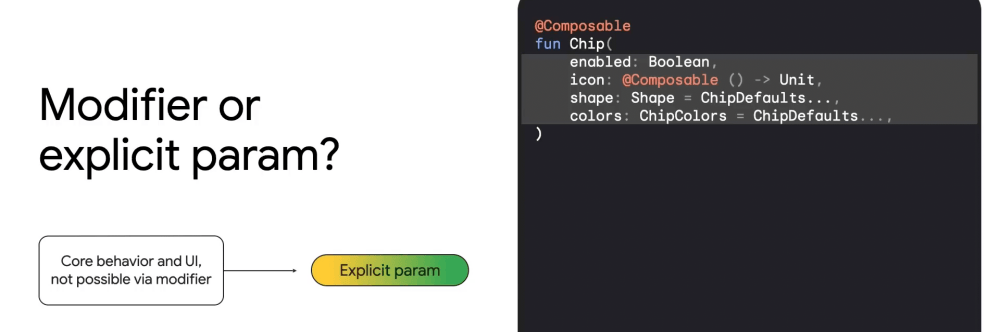 Modifier or
explicit param?
Core behavior and UI,
not possible via modifier
Explicit param
@Composable
fun Chip(
    enabled: Boolean,
    icon: @Composable () -> Unit,
    shape: Shape = ChipDefaults...,
    colors: ChipColors = ChipDefaults...,
)